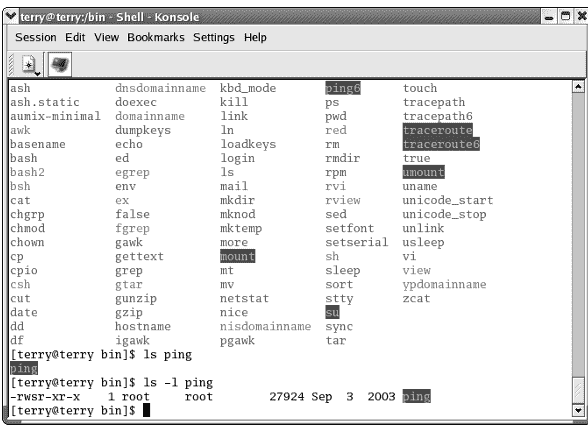 terry@terry:/bin - Shell - Konsole
Session Edit View Bookmarks Settings Help
ash dnsdomainname kbd_mode ping6 touch
ash.static doexec kill ps tracepath
aumix-minimal domainname link pwd tracepath6
awk dumpkeys ln red traceroute
basename echo loadkeys rm traceroute6
bash ed login rmdir true
bash2 egrep ls rpm umount
bsh env mail rvi uname
cat ex mkdir rview unicode_start
chgrp false mknod sed unicode_stop
chmod fgrep mktemp setfont unlink
chown gawk more setserial usleep
cp gettext mount sh vi
cpio grep mt sleep view
csh gtar mv sort ypdomainname
cut gunzip netstat stty zcat
date gzip nice su
dd hostname nisdomainname sync
df igawk pgawk tar
[terry@terry bin]$ ls ping
ping
[terry@terry bin]$ ls -l ping
-rwsr-xr-x 1 root root 27924 Sep 3 2003 ping
[terry@terry bin]$